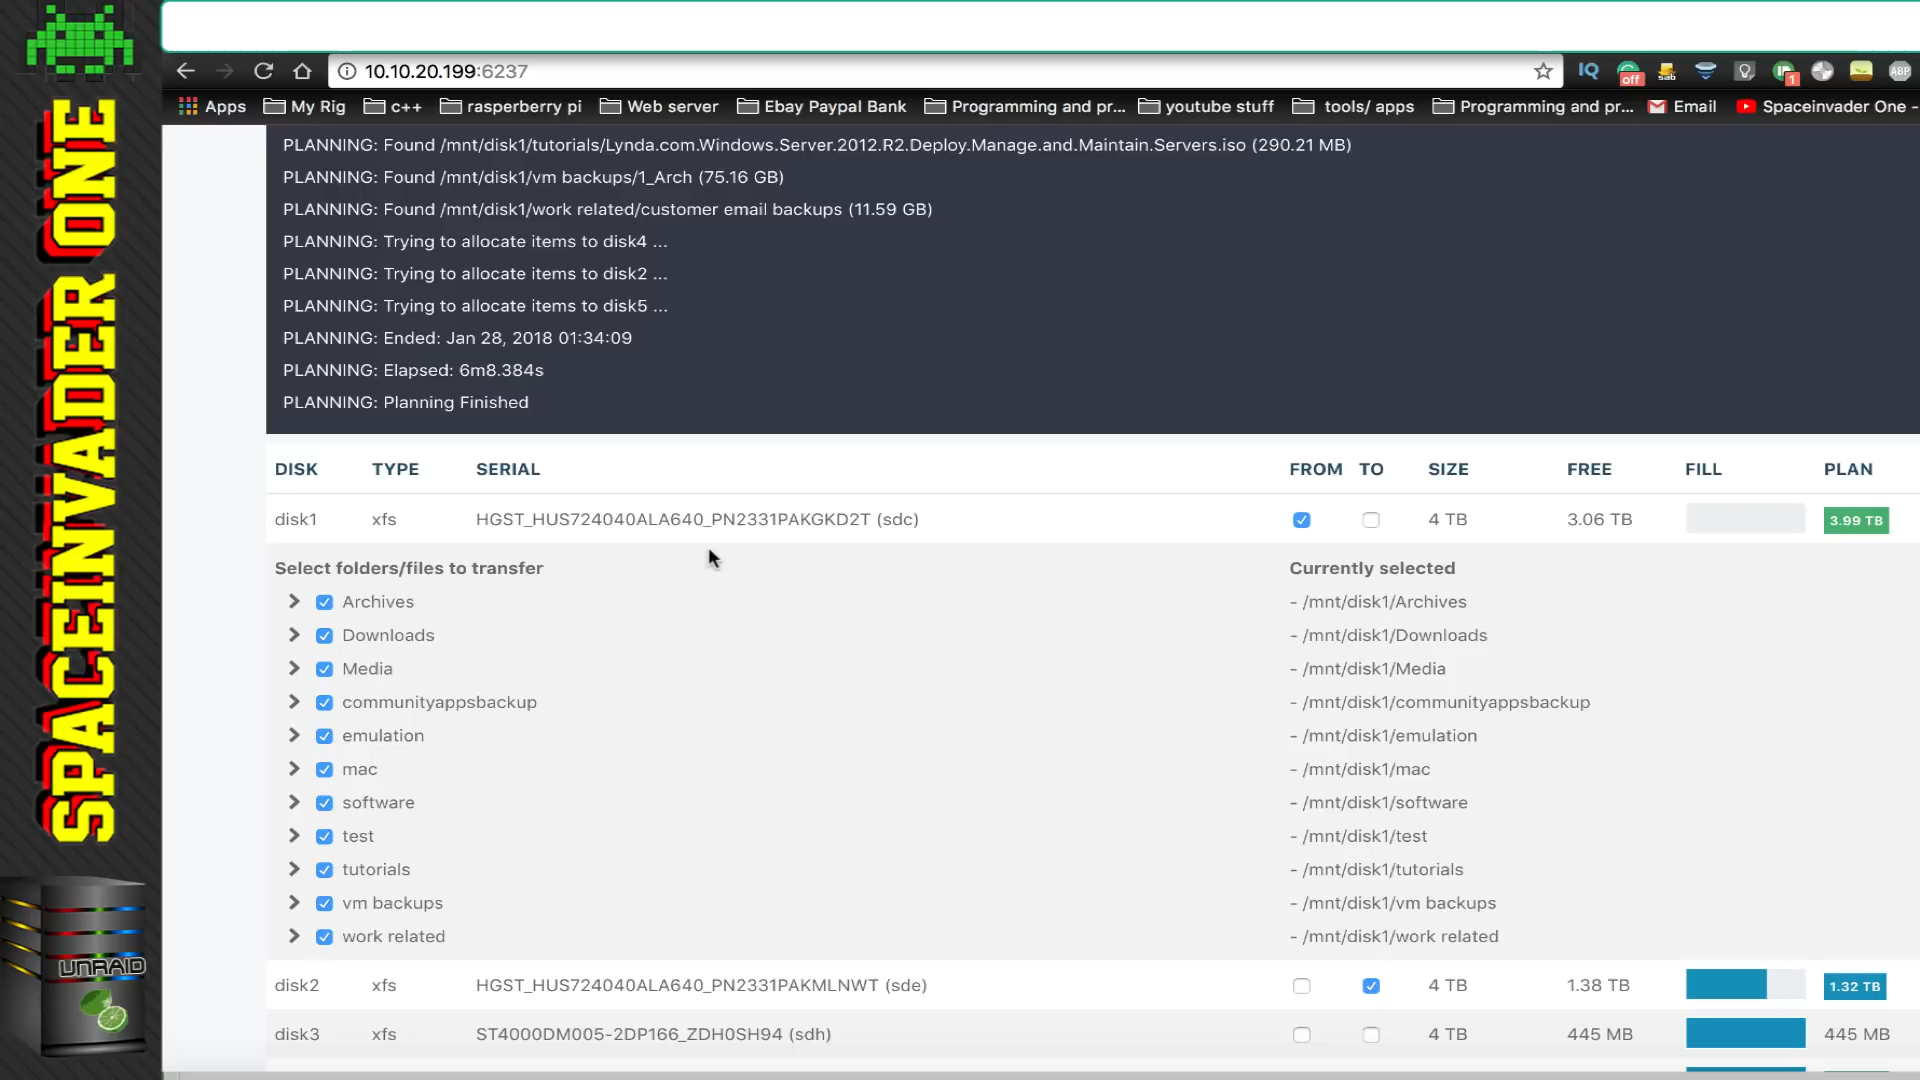 SPACEINVADER ONE
UNRAID
10.10.20.199:6237
IQ off sab 1 ABP
Apps My Rig c++ rasperberry pi Web server Ebay Paypal Bank Programming and pr... youtube stuff tools/ apps Programming and pr... Email Spaceinvader One -
PLANNING: Found /mnt/disk1/tutorials/Lynda.com.Windows.Server.2012.R2.Deploy.Manage.and.Maintain.Servers.iso (290.21 MB)
PLANNING: Found /mnt/disk1/vm backups/1_Arch (75.16 GB)
PLANNING: Found /mnt/disk1/work related/customer email backups (11.59 GB)
PLANNING: Trying to allocate items to disk4 ...
PLANNING: Trying to allocate items to disk2 ...
PLANNING: Trying to allocate items to disk5 ...
PLANNING: Ended: Jan 28, 2018 01:34:09
PLANNING: Elapsed: 6m8.384s
PLANNING: Planning Finished
DISK TYPE SERIAL FROM TO SIZE FREE FILL PLAN
disk1 xfs HGST_HUS724040ALA640_PN2331PAKGKD2T (sdc) 4 TB 3.06 TB 3.99 TB
Select folders/files to transfer Currently selected
Archives - /mnt/disk1/Archives
Downloads - /mnt/disk1/Downloads
Media - /mnt/disk1/Media
communityappsbackup - /mnt/disk1/communityappsbackup
emulation - /mnt/disk1/emulation
mac - /mnt/disk1/mac
software - /mnt/disk1/software
test - /mnt/disk1/test
tutorials - /mnt/disk1/tutorials
vm backups - /mnt/disk1/vm backups
work related - /mnt/disk1/work related
disk2 xfs HGST_HUS724040ALA640_PN2331PAKMLNWT (sde) 4 TB 1.38 TB 1.32 TB
disk3 xfs ST4000DM005-2DP166_ZDH0SH94 (sdh) 4 TB 445 MB 445 MB